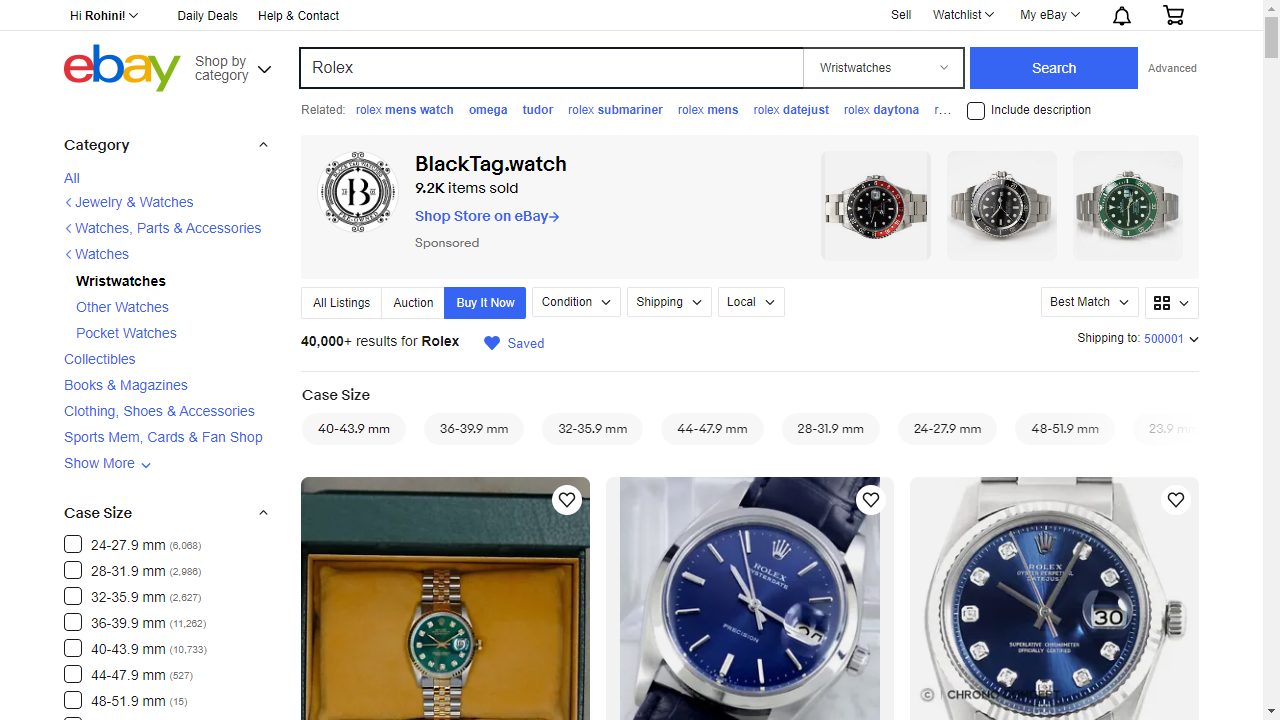 Hi Rohini!
Daily Deals
Help & Contact
Sell
Watchlist
My eBay
ebay
Shop by category
Rolex
Wristwatches
Search
Advanced
Related: rolex mens watch omega tudor rolex submariner rolex mens rolex datejust rolex daytona r...
Include description
Category
All
Jewelry & Watches
Watches, Parts & Accessories
Watches
Wristwatches
Other Watches
Pocket Watches
Collectibles
Books & Magazines
Clothing, Shoes & Accessories
Sports Mem, Cards & Fan Shop
Show More
Case Size
24-27.9 mm (6,068)
28-31.9 mm (2,986)
32-35.9 mm (2,627)
36-39.9 mm (11,262)
40-43.9 mm (10,733)
44-47.9 mm (527)
48-51.9 mm (15)
B
BlackTag.watch
9.2K items sold
Shop Store on eBay→
Sponsored
All Listings
Auction
Buy It Now
Condition
Shipping
Local
Best Match
40,000+ results for Rolex
Saved
Shipping to: 500001
Case Size
40-43.9 mm
36-39.9 mm
32-35.9 mm
44-47.9 mm
28-31.9 mm
24-27.9 mm
48-51.9 mm
23.9 mm
ROLEX
OYSTERDATE
PRECISION
ROLEX
OYSTER PERPETUAL
DATEJUST
30
SUPERLATIVE CHRONOMETER
OFFICIALLY CERTIFIED